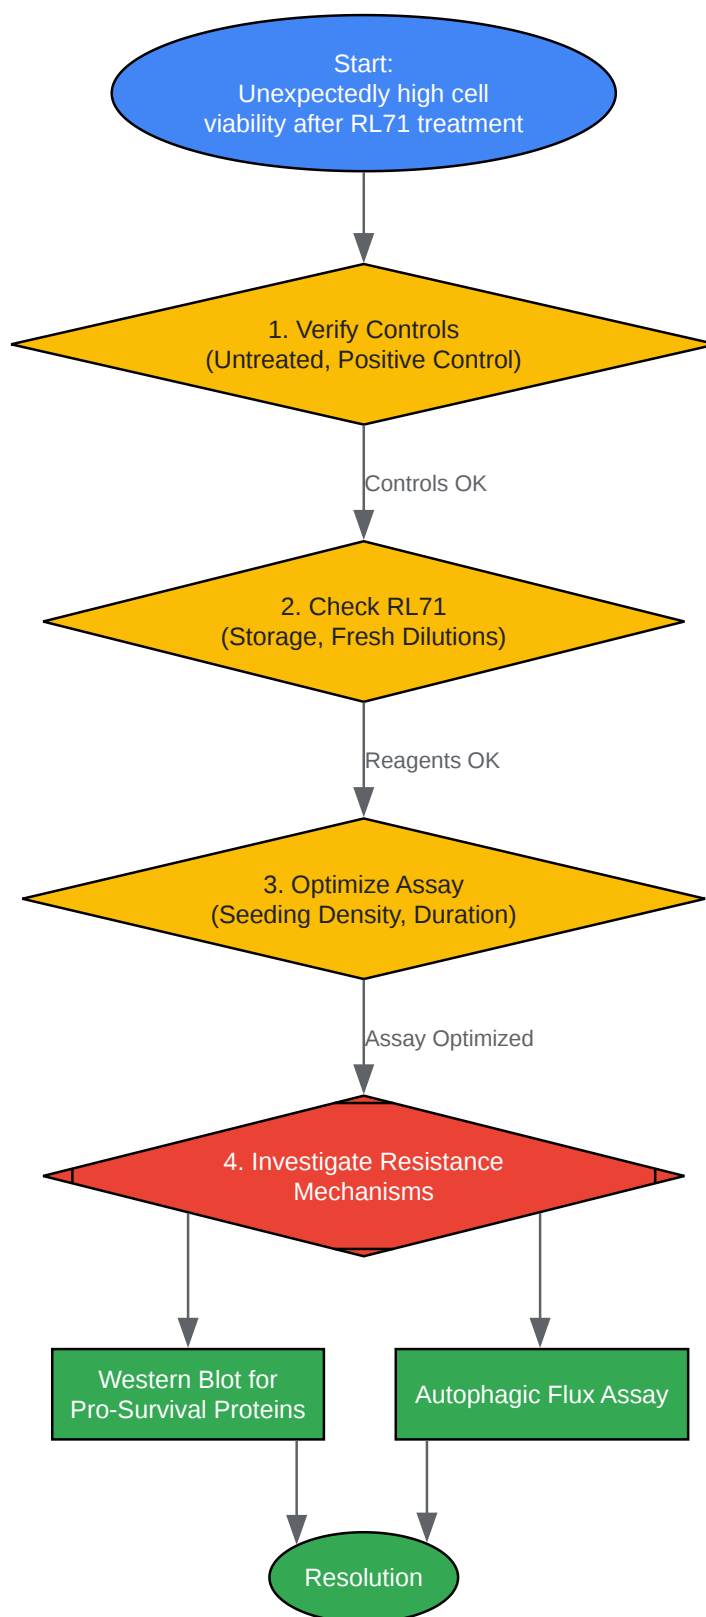 Start:
Unexpectedly high cell
viability after RL71 treatment
1. Verify Controls
(Untreated, Positive Control)
Controls OK
2. Check RL71
(Storage, Fresh Dilutions)
Reagents OK
3. Optimize Assay
(Seeding Density, Duration)
Assay Optimized
4. Investigate Resistance
Mechanisms
Western Blot for
Pro-Survival Proteins
Autophagic Flux Assay
Resolution